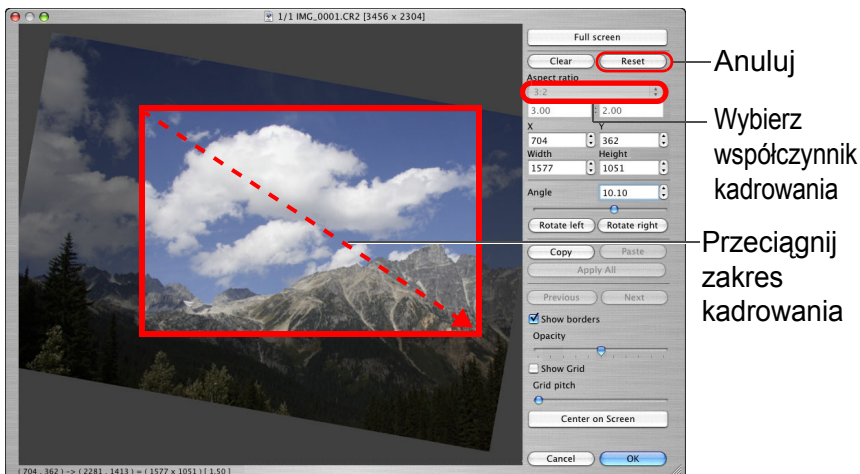 1/1 IMG_0001.CR2 [3456 x 2304]
Full screen
Clear Reset
Anuluj
Aspect ratio
3:2
3.00 : 2.00
Wybierz
współczynnik
kadrowania
X Y
704 362
Width Height
1577 1051
Angle 10.10
Rotate left Rotate right
Przeciągnij
zakres
kadrowania
Copy Paste
Apply All
Previous Next
Show borders
Opacity
Show Grid
Grid pitch
Center on Screen
Cancel OK
( 704 , 362 ) -> ( 2281 , 1413 ) = ( 1577 x 1051 ) [ 1.50 ]